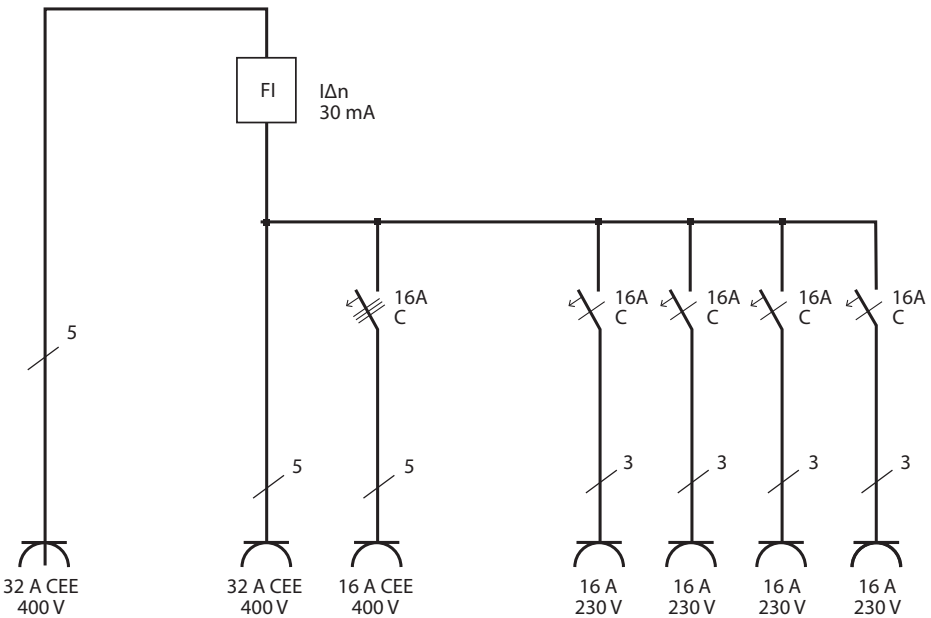 FI
IΔn
30 mA
16A
C
16A
C
16A
C
16A
C
16A
C
5
5
5
3
3
3
3
32 A CEE
400 V
32 A CEE
400 V
16 A CEE
400 V
16 A
230 V
16 A
230 V
16 A
230 V
16 A
230 V